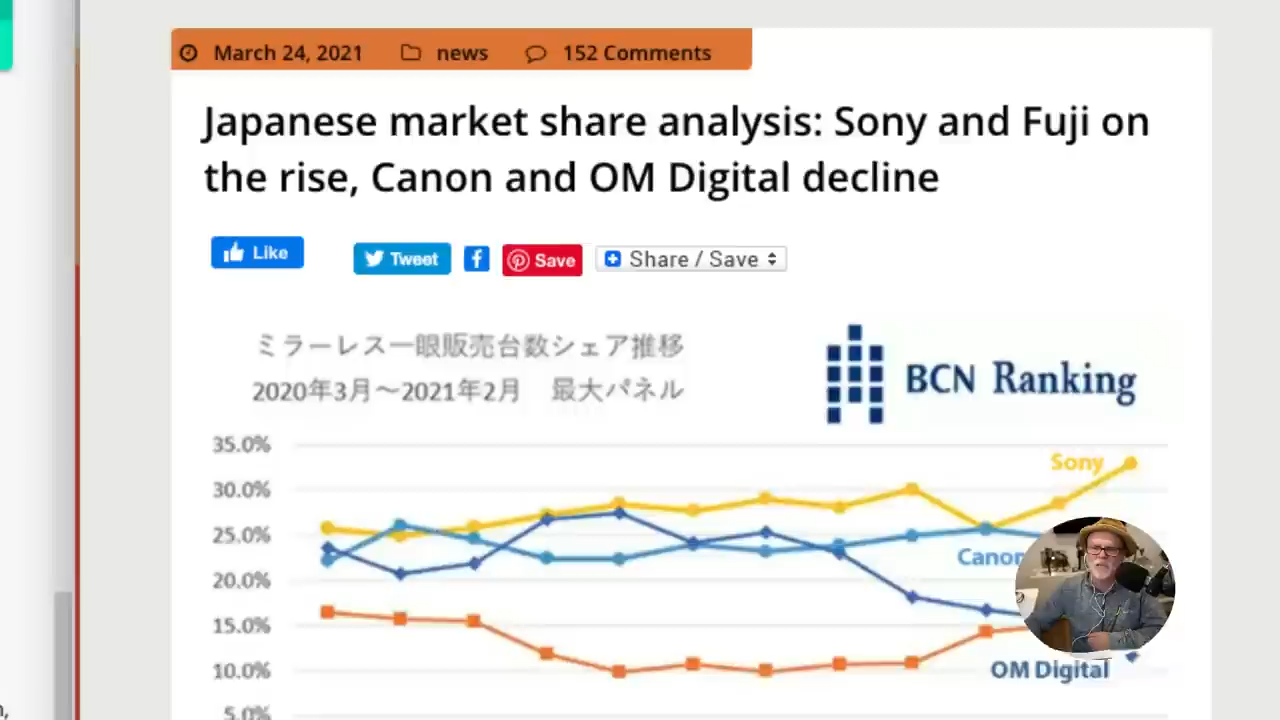 March 24, 2021 news 152 Comments
Japanese market share analysis: Sony and Fuji on
the rise, Canon and OM Digital decline
Like Tweet Save Share / Save
ミラーレス一眼販売台数シェア推移
2020年3月～2021年2月 最大パネル
BCN Ranking
35.0%
Sony
30.0%
25.0%
Canon
20.0%
15.0%
10.0%
OM Digital
5.0%